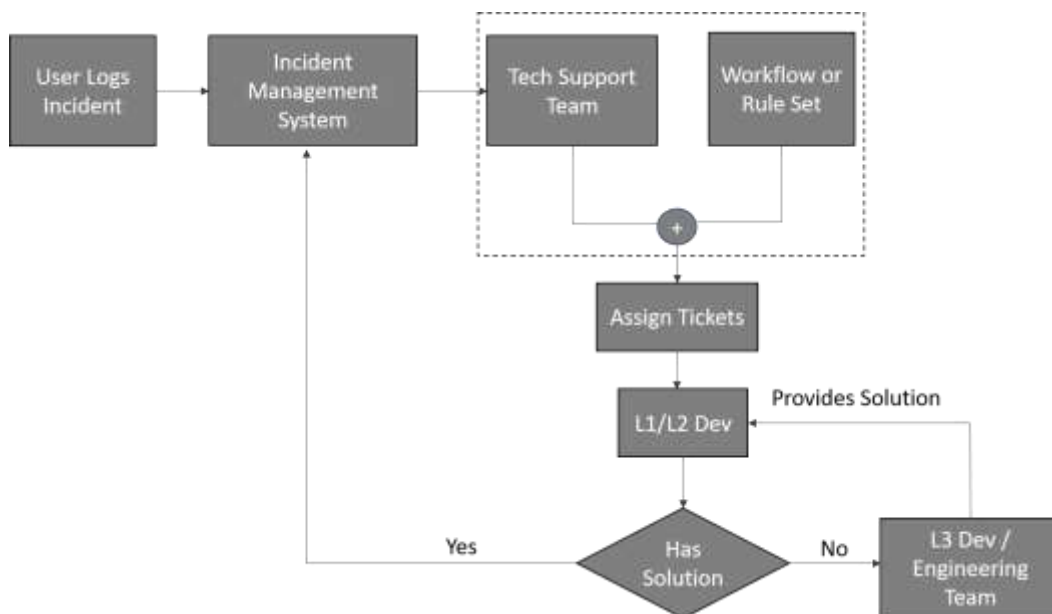 User Logs
Incident
Incident
Management
System
Tech Support
Team
Workflow or
Rule Set
+
Assign Tickets
Provides Solution
L1/L2 Dev
Yes
Has
Solution
No
L3 Dev /
Engineering
Team